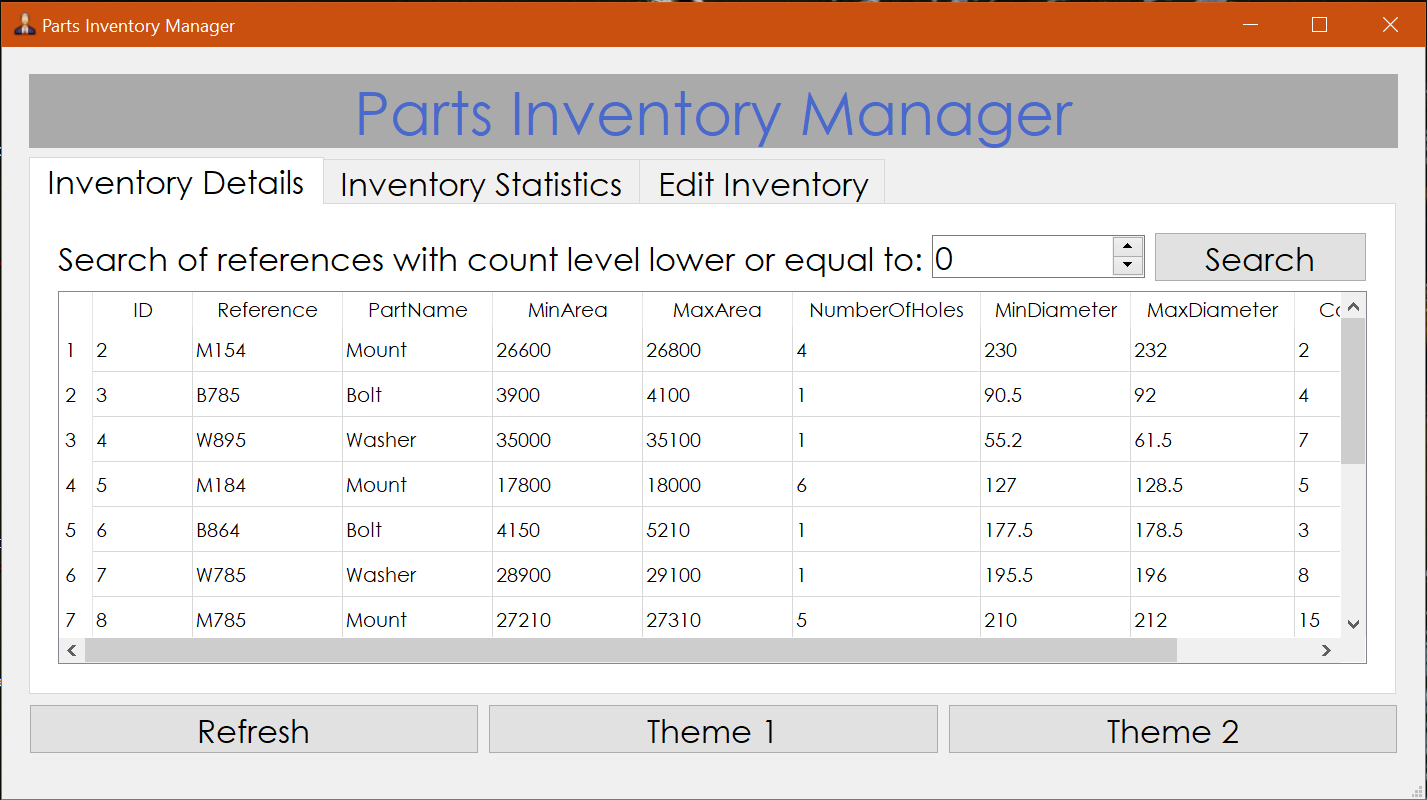 Parts Inventory Manager
Parts Inventory Manager
Inventory Details Inventory Statistics Edit Inventory
Search of references with count level lower or equal to: 0 Search
ID Reference PartName MinArea MaxArea NumberOfHoles MinDiameter MaxDiameter
1 2 M154 Mount 26600 26800 4 230 232 2
2 3 B785 Bolt 3900 4100 1 90.5 92 4
3 4 W895 Washer 35000 35100 1 55.2 61.5 7
4 5 M184 Mount 17800 18000 6 127 128.5 5
5 6 B864 Bolt 4150 5210 1 177.5 178.5 3
6 7 W785 Washer 28900 29100 1 195.5 196 8
7 8 M785 Mount 27210 27310 5 210 212 15
Refresh Theme 1 Theme 2